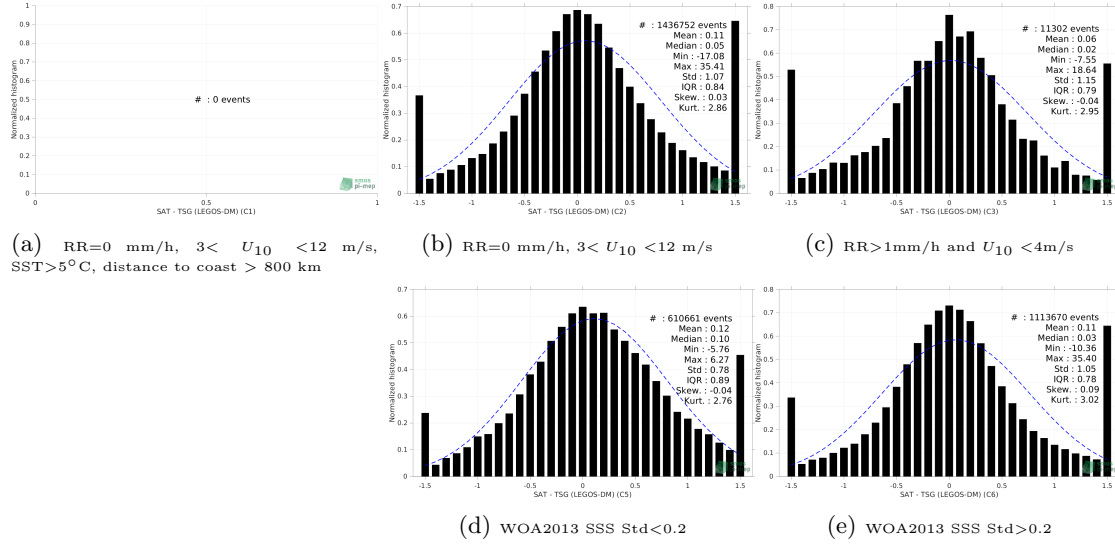 1
0.9
0.8
0.7
0.6
0.5
0.4
0.3
0.2
0.1
0
Normalized histogram
# : 0 events
0 0.5 1
SAT - TSG (LEGOS-DM) (C1)
pi-mep
(a) RR=0 mm/h, 3< U10 <12 m/s,
SST>5°C, distance to coast > 800 km
0.7
0.6
0.5
0.4
0.3
0.2
0.1
0
Normalized histogram
# : 1436752 events
Mean : 0.11
Median : 0.05
Min : -17.08
Max : 35.41
Std : 1.07
IQR : 0.84
Skew. : 0.03
Kurt. : 2.86
-1.5 -1 -0.5 0 0.5 1 1.5
SAT - TSG (LEGOS-DM) (C2)
pi-mep
(b) RR=0 mm/h, 3< U10 <12 m/s
0.8
0.7
0.6
0.5
0.4
0.3
0.2
0.1
0
Normalized histogram
# : 11302 events
Mean : 0.06
Median : 0.02
Min : -7.55
Max : 18.64
Std : 1.15
IQR : 0.79
Skew. : -0.04
Kurt. : 2.95
-1.5 -1 -0.5 0 0.5 1 1.5
SAT - TSG (LEGOS-DM) (C3)
pi-mep
(c) RR>1mm/h and U10 <4m/s
0.7
0.6
0.5
0.4
0.3
0.2
0.1
0
Normalized histogram
# : 610661 events
Mean : 0.12
Median : 0.10
Min : -5.76
Max : 6.27
Std : 0.78
IQR : 0.89
Skew. : -0.04
Kurt. : 2.76
-1.5 -1 -0.5 0 0.5 1 1.5
SAT - TSG (LEGOS-DM) (C5)
(d) WOA2013 SSS Std<0.2
0.8
0.7
0.6
0.5
0.4
0.3
0.2
0.1
0
Normalized histogram
# : 1113670 events
Mean : 0.11
Median : 0.03
Min : -10.36
Max : 35.40
Std : 1.05
IQR : 0.78
Skew. : 0.09
Kurt. : 3.02
-1.5 -1 -0.5 0 0.5 1 1.5
SAT - TSG (LEGOS-DM) (C6)
(e) WOA2013 SSS Std>0.2